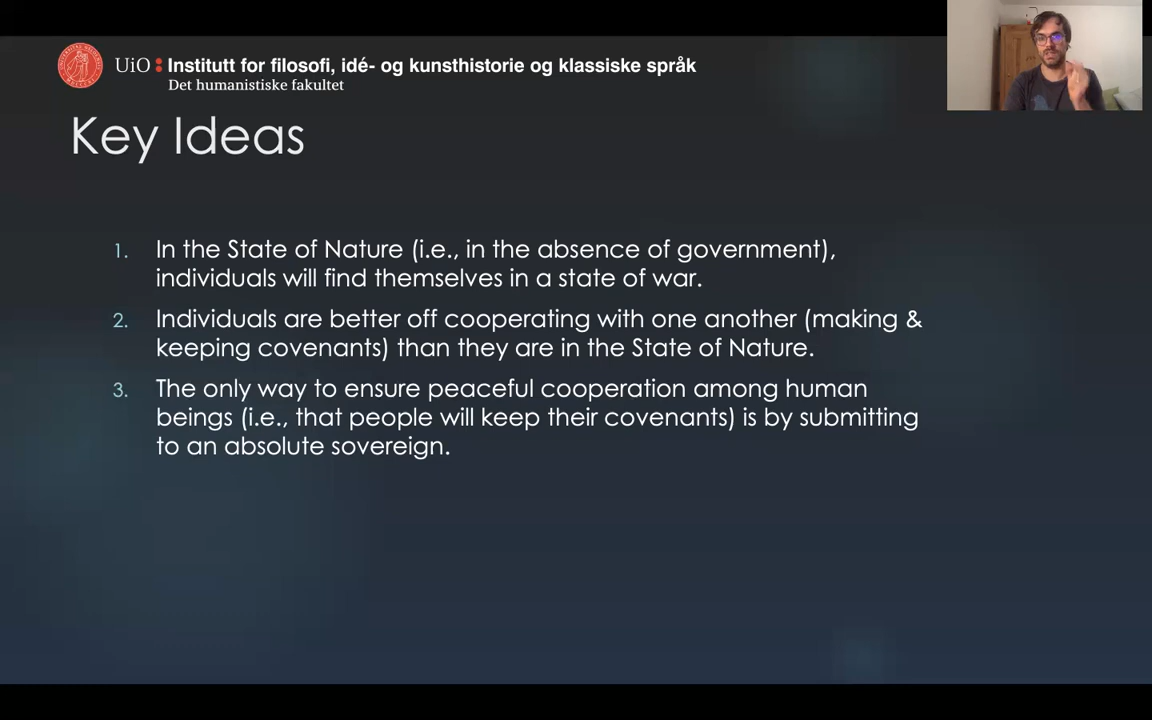 UiO : Institutt for filosofi, idé- og kunsthistorie og klassiske språk
Det humanistiske fakultet
Key Ideas
1. In the State of Nature (i.e., in the absence of government),
individuals will find themselves in a state of war.
2. Individuals are better off cooperating with one another (making &
keeping covenants) than they are in the State of Nature.
3. The only way to ensure peaceful cooperation among human
beings (i.e., that people will keep their covenants) is by submitting
to an absolute sovereign.